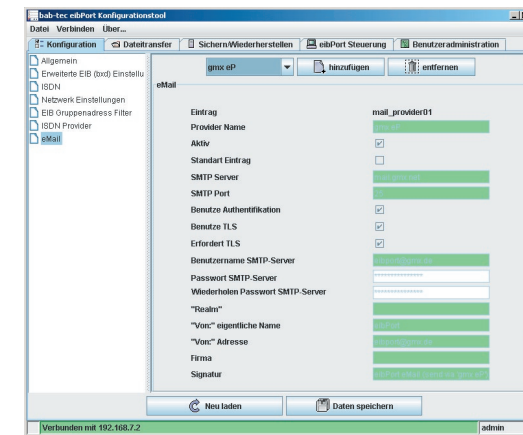 bab-tec eibPort Konfigurationstool
Datei Verbinden Über...
Konfiguration Dateitransfer Sichern/Wiederherstellen eibPort Steuerung Benutzeradministration
Allgemein
Erweiterte EIB (bxd) Einstellu
ISDN
Netzwerk Einstellungen
EIB Gruppenadress Filter
ISDN Provider
eMail
gmx eP hinzufügen entfernen
eMail
Eintrag mail_provider01
Provider Name
Aktiv
Standart Eintrag
SMTP Server
SMTP Port
Benutze Authentifikation
Benutze TLS
Erfordert TLS
Benutzername SMTP-Server
Passwort SMTP-Server
Wiederholen Passwort SMTP-Server
"Realm"
"Von:" eigentliche Name
"Von:" Adresse
Firma
Signatur
Neu laden Daten speichern
Verbunden mit 192.168.7.2 admin